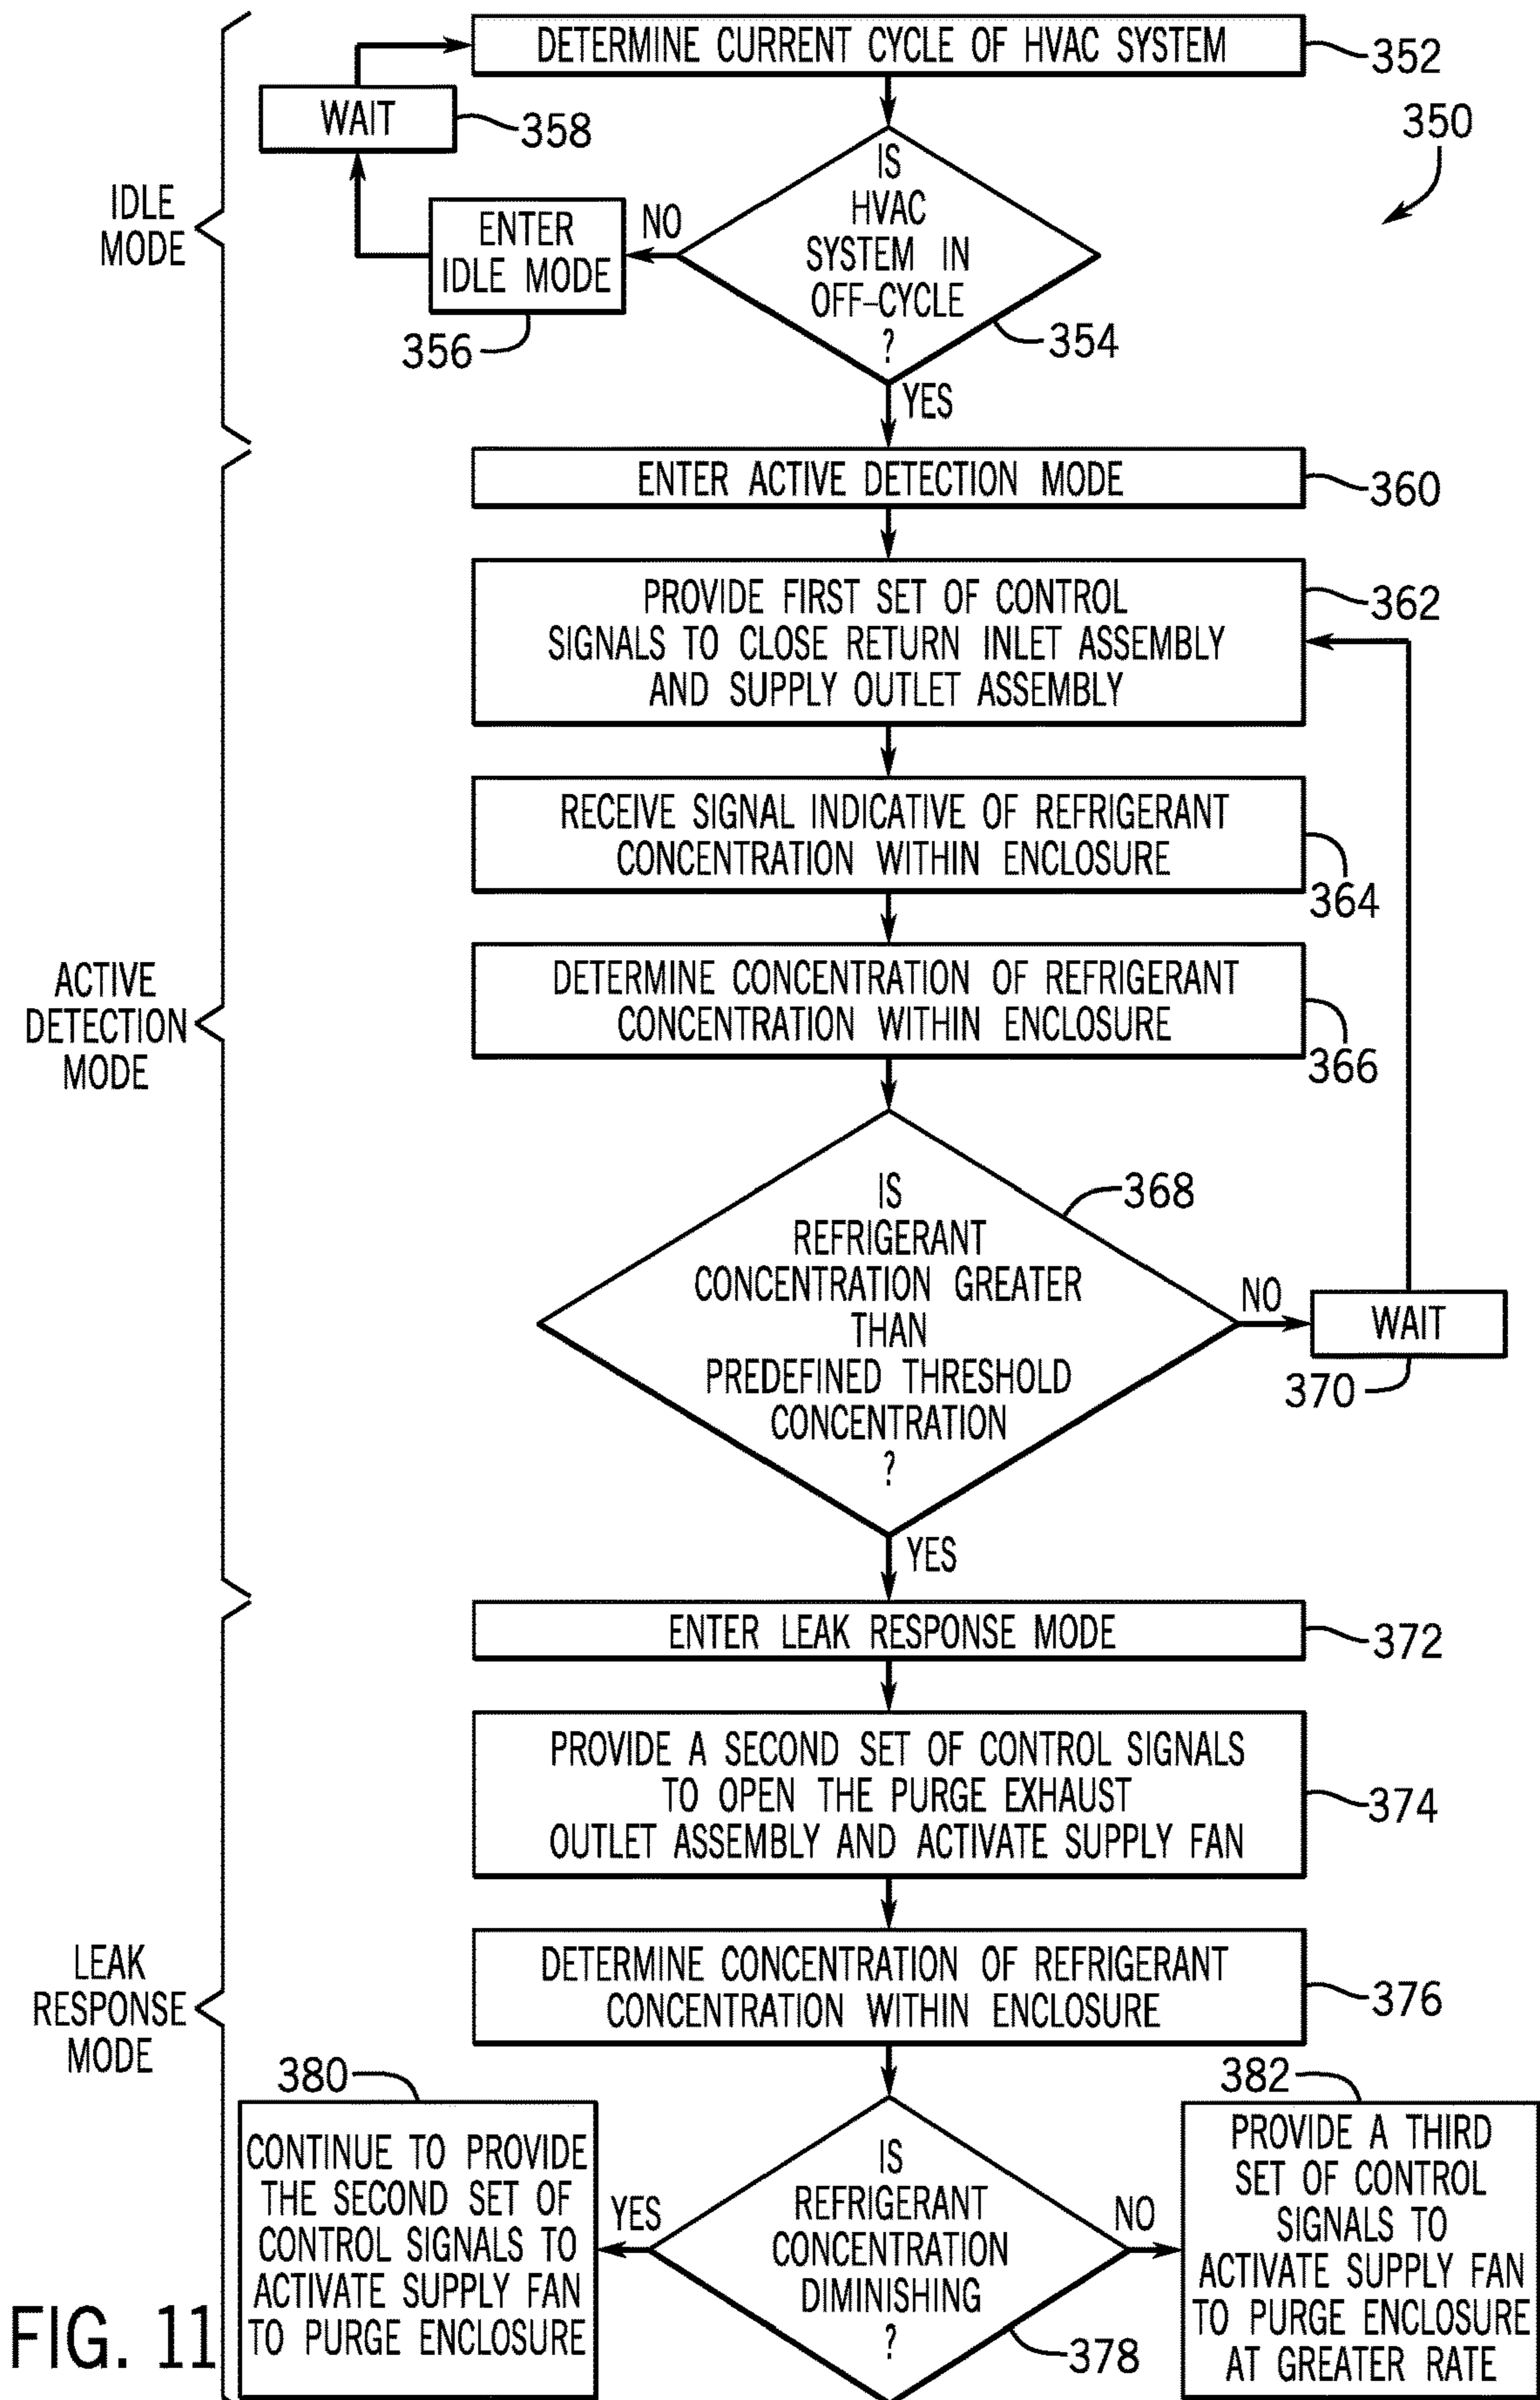 DETERMINE CURRENT CYCLE OF HVAC SYSTEM
352
WAIT
358
350
IS
HVAC
SYSTEM IN
OFF-CYCLE
?
354
NO
ENTER
IDLE MODE
356
IDLE
MODE
YES
ENTER ACTIVE DETECTION MODE
360
PROVIDE FIRST SET OF CONTROL
SIGNALS TO CLOSE RETURN INLET ASSEMBLY
AND SUPPLY OUTLET ASSEMBLY
362
RECEIVE SIGNAL INDICATIVE OF REFRIGERANT
CONCENTRATION WITHIN ENCLOSURE
364
DETERMINE CONCENTRATION OF REFRIGERANT
CONCENTRATION WITHIN ENCLOSURE
366
ACTIVE
DETECTION
MODE
IS
REFRIGERANT
CONCENTRATION GREATER
THAN
PREDEFINED THRESHOLD
CONCENTRATION
?
368
NO
WAIT
370
YES
ENTER LEAK RESPONSE MODE
372
PROVIDE A SECOND SET OF CONTROL SIGNALS
TO OPEN THE PURGE EXHAUST
OUTLET ASSEMBLY AND ACTIVATE SUPPLY FAN
374
DETERMINE CONCENTRATION OF REFRIGERANT
CONCENTRATION WITHIN ENCLOSURE
376
LEAK
RESPONSE
MODE
IS
REFRIGERANT
CONCENTRATION
DIMINISHING
?
378
YES
380
CONTINUE TO PROVIDE
THE SECOND SET OF
CONTROL SIGNALS TO
ACTIVATE SUPPLY FAN
TO PURGE ENCLOSURE
NO
382
PROVIDE A THIRD
SET OF CONTROL
SIGNALS TO
ACTIVATE SUPPLY FAN
TO PURGE ENCLOSURE
AT GREATER RATE
FIG. 11